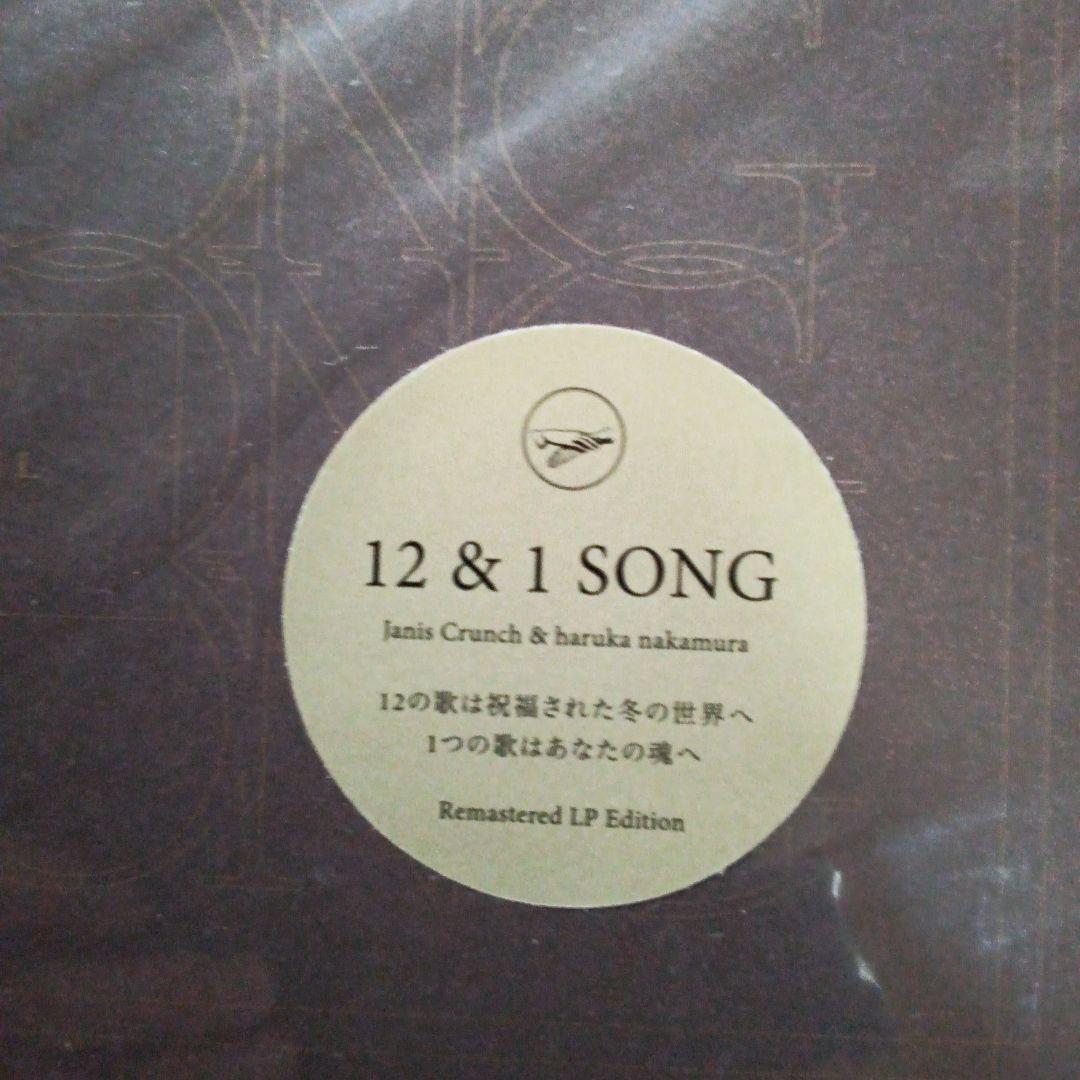 12 & 1 SONG
Janis Crunch & haruka nakamura
12の歌は祝福された冬の世界へ
1つの歌はあなたの魂へ
Remastered LP Edition